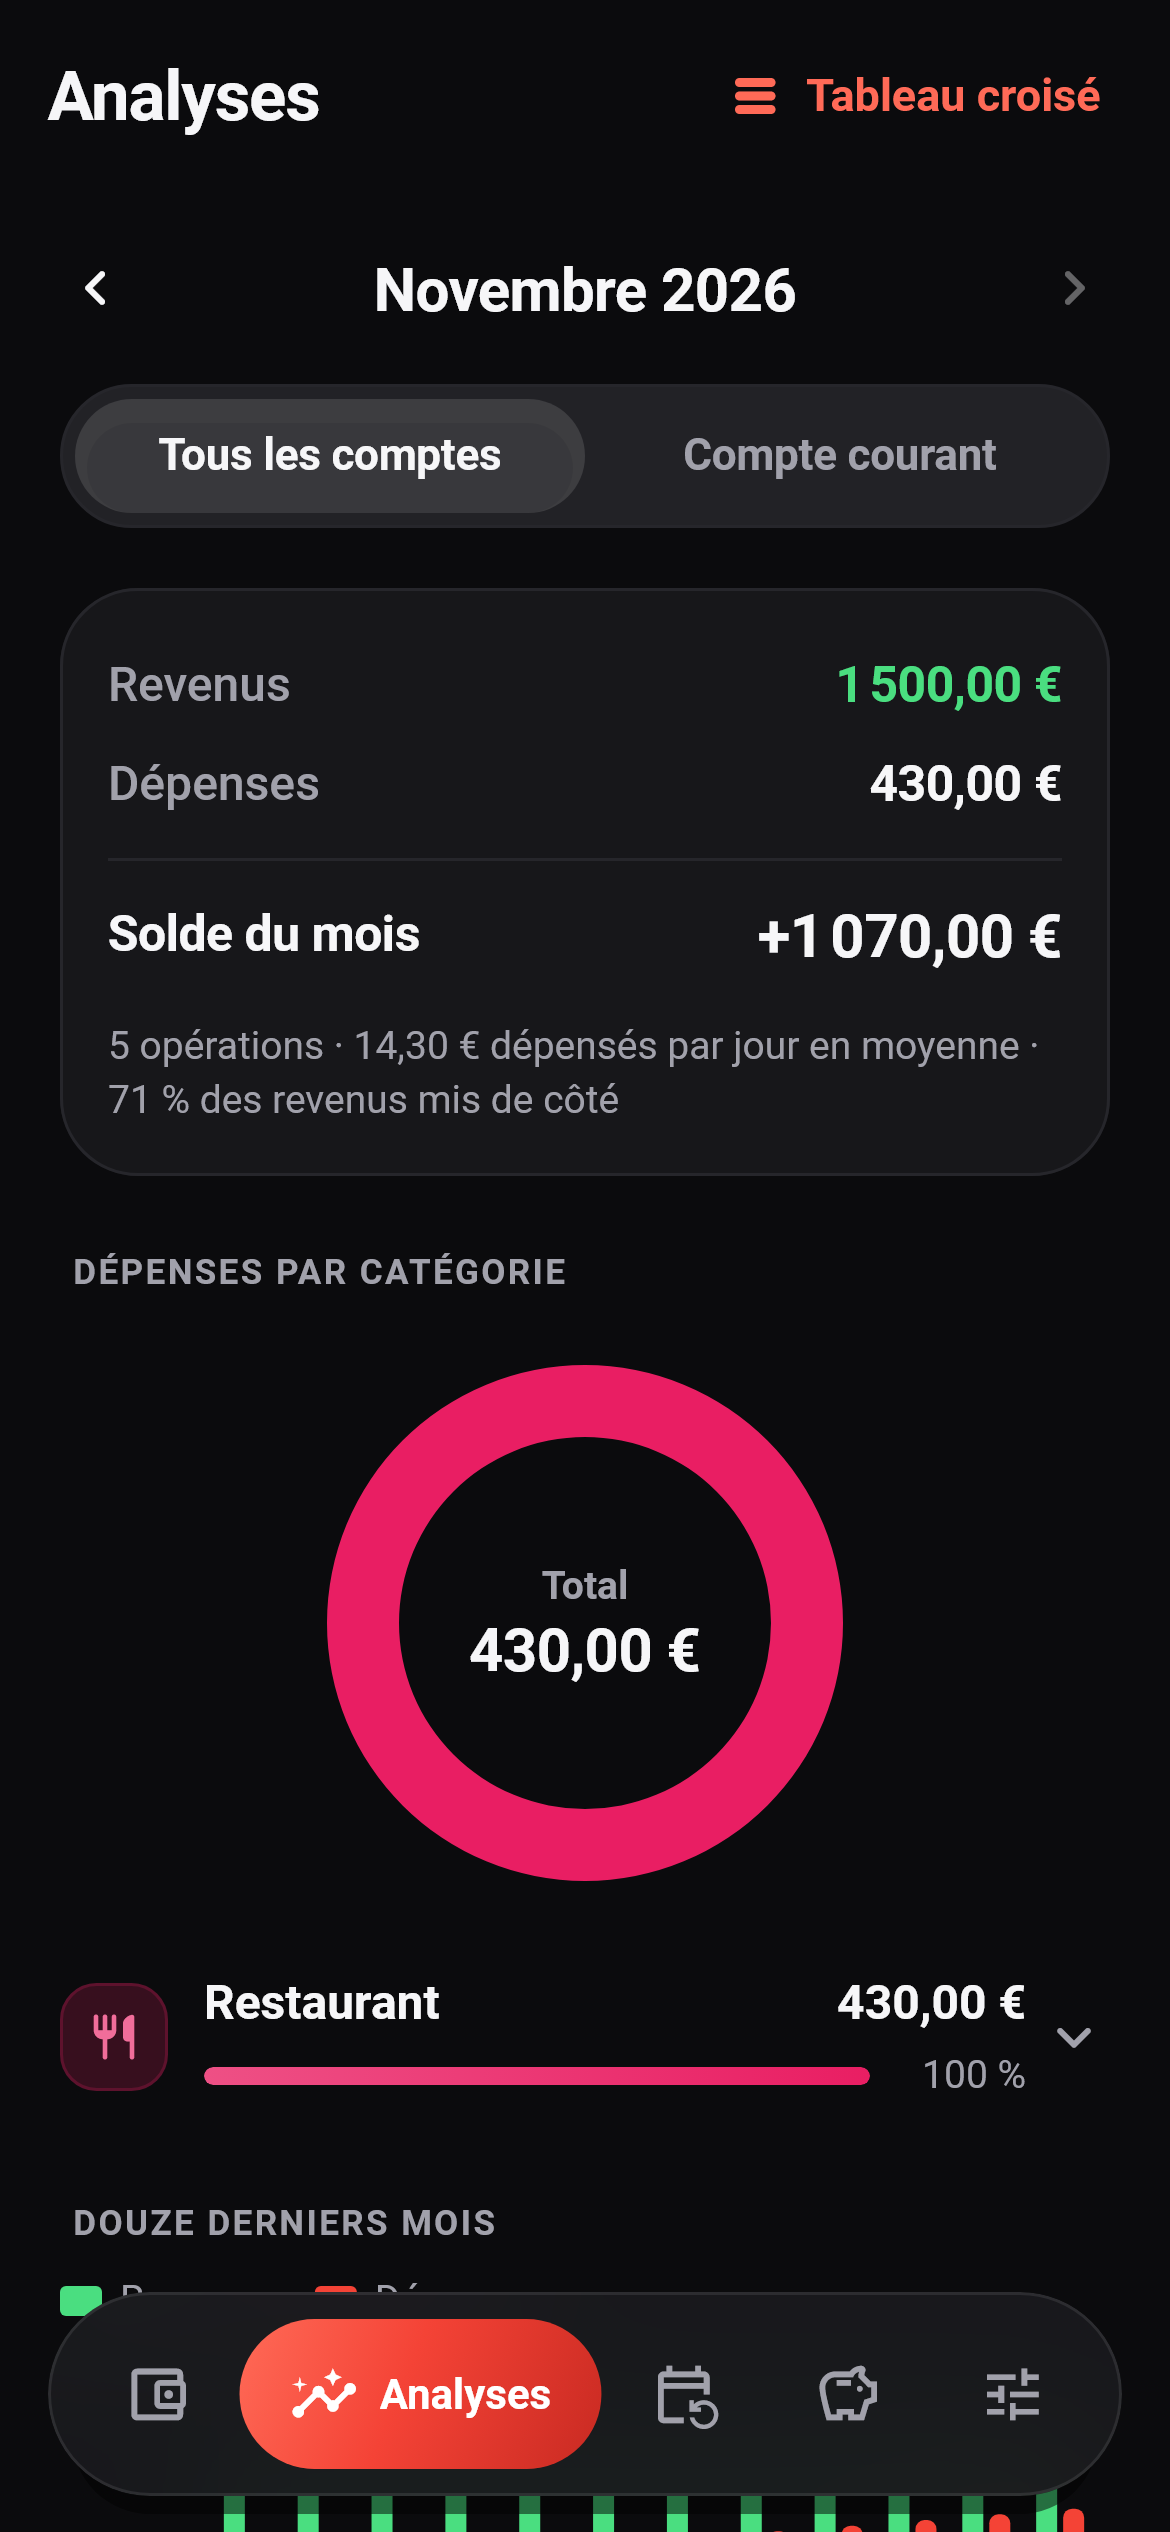 Analyses
Tableau croisé
Novembre 2026
Tous les comptes
Compte courant
Revenus
1 500,00 €
Dépenses
430,00 €
Solde du mois
+1 070,00 €
5 opérations · 14,30 € dépensés par jour en moyenne ·
71 % des revenus mis de côté
DÉPENSES PAR CATÉGORIE
Total
430,00 €
Restaurant
430,00 €
100 %
DOUZE DERNIERS MOIS
Analyses